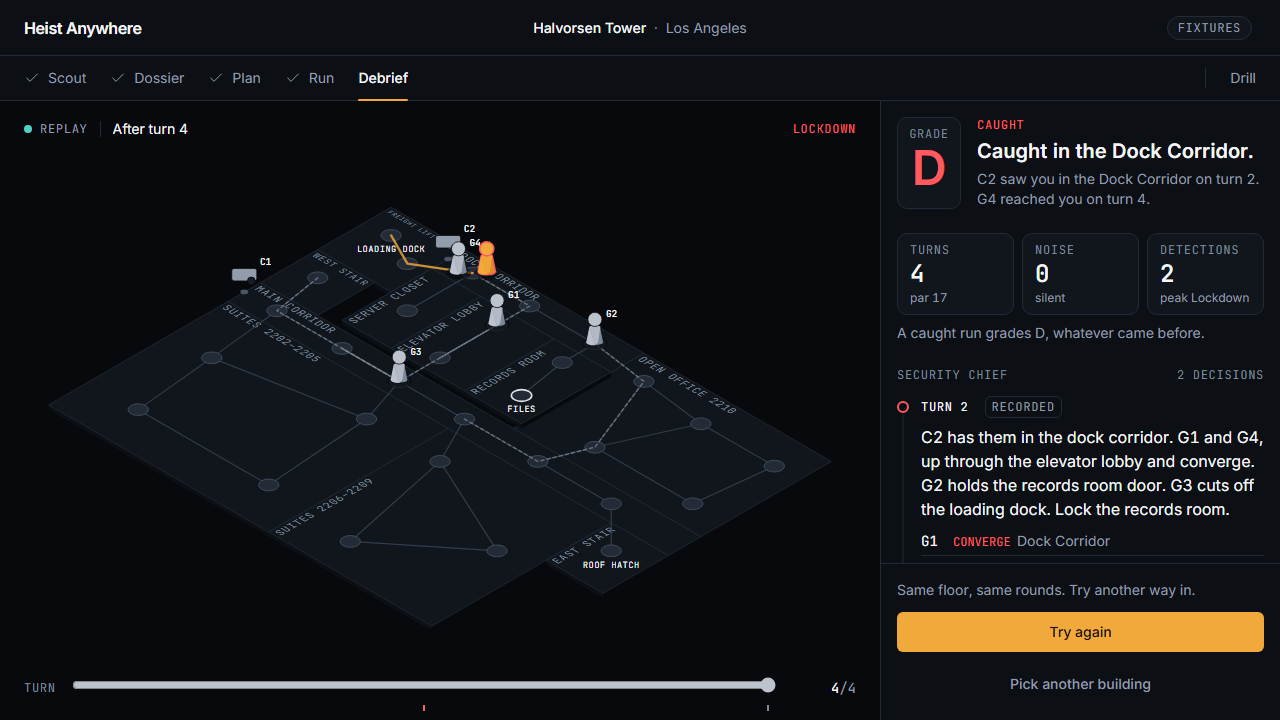 Heist Anywhere
Halvorsen Tower · Los Angeles
FIXTURES
Scout
Dossier
Plan
Run
Debrief
Drill
REPLAY
After turn 4
LOCKDOWN
FREIGHT LIFT
LOADING DOCK
C2
G4
C1
WEST STAIR
MAIN CORRIDOR
SERVER CLOSET
ELEVATOR LOBBY
G1
G2
G3
SUITES 2202-2205
RECORDS ROOM
FILES
OPEN OFFICE 2210
SUITES 2206-2209
EAST STAIR
ROOF HATCH
TURN
4/4
GRADE
D
CAUGHT
Caught in the Dock Corridor.
C2 saw you in the Dock Corridor on turn 2.
G4 reached you on turn 4.
TURNS
4
par 17
NOISE
0
silent
DETECTIONS
2
peak Lockdown
A caught run grades D, whatever came before.
SECURITY CHIEF
2 DECISIONS
TURN 2
RECORDED
C2 has them in the dock corridor. G1 and G4,
up through the elevator lobby and converge.
G2 holds the records room door. G3 cuts off
the loading dock. Lock the records room.
G1 CONVERGE Dock Corridor
Same floor, same rounds. Try another way in.
Try again
Pick another building